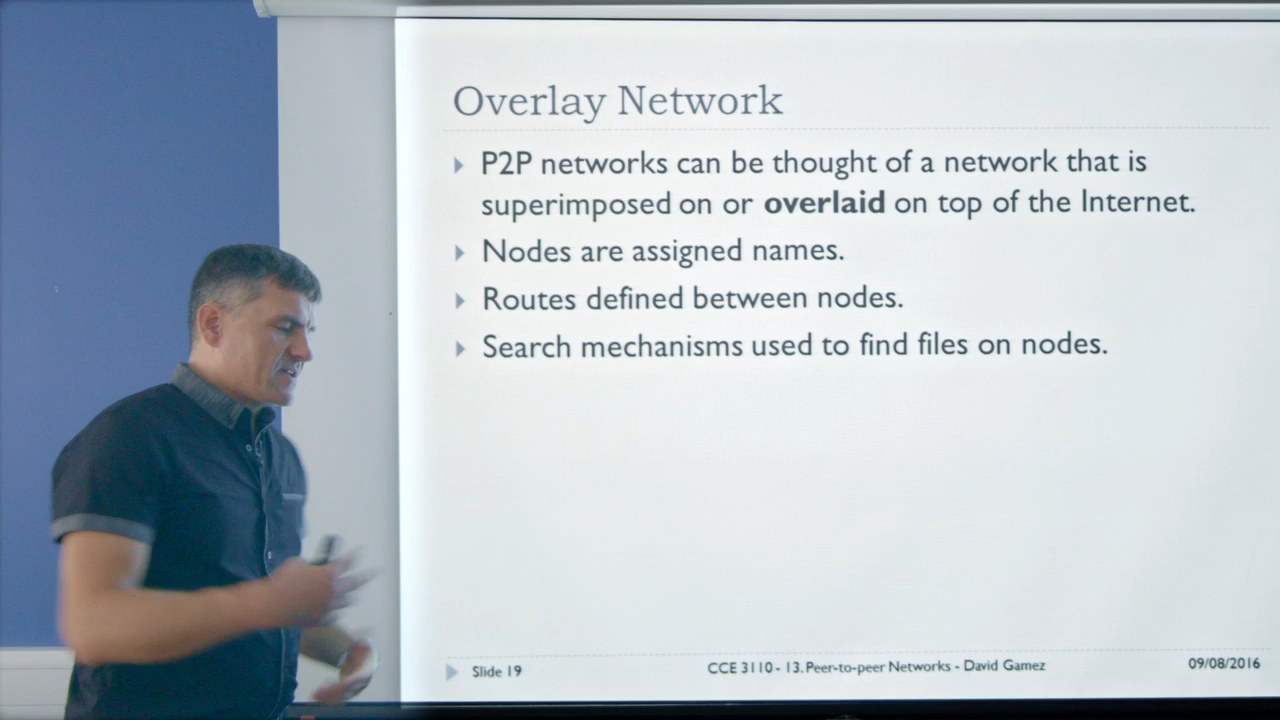 Overlay Network
P2P networks can be thought of a network that is
superimposed on or overlaid on top of the Internet.
Nodes are assigned names.
Routes defined between nodes.
Search mechanisms used to find files on nodes.
Slide 19
CCE 3110 - 13. Peer-to-peer Networks - David Gamez
09/08/2016